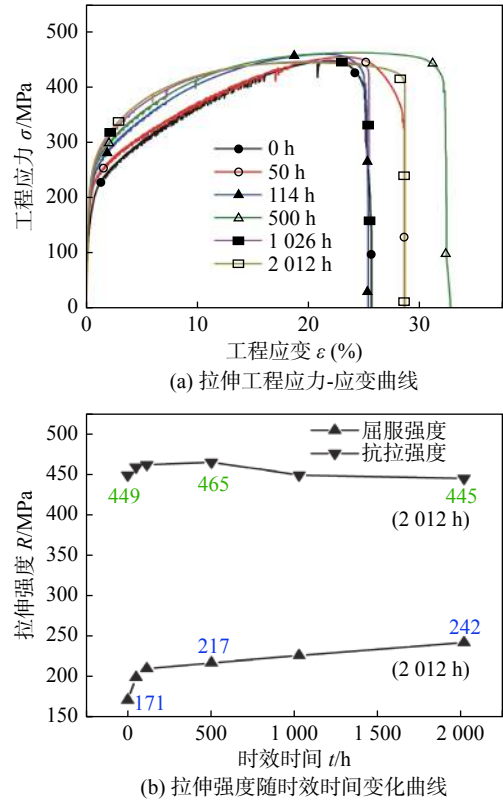 500
400
300
200
100
0
工程应力 σ/MPa
0 h
50 h
114 h
500 h
1 026 h
2 012 h
0 10 20 30
工程应变 ε (%)
(a) 拉伸工程应力-应变曲线
500
450
400
350
300
250
200
150
拉伸强度 R/MPa
屈服强度
抗拉强度
449 465 445
(2 012 h)
217 242
171 (2 012 h)
0 500 1 000 1 500 2 000
时效时间 t/h
(b) 拉伸强度随时效时间变化曲线